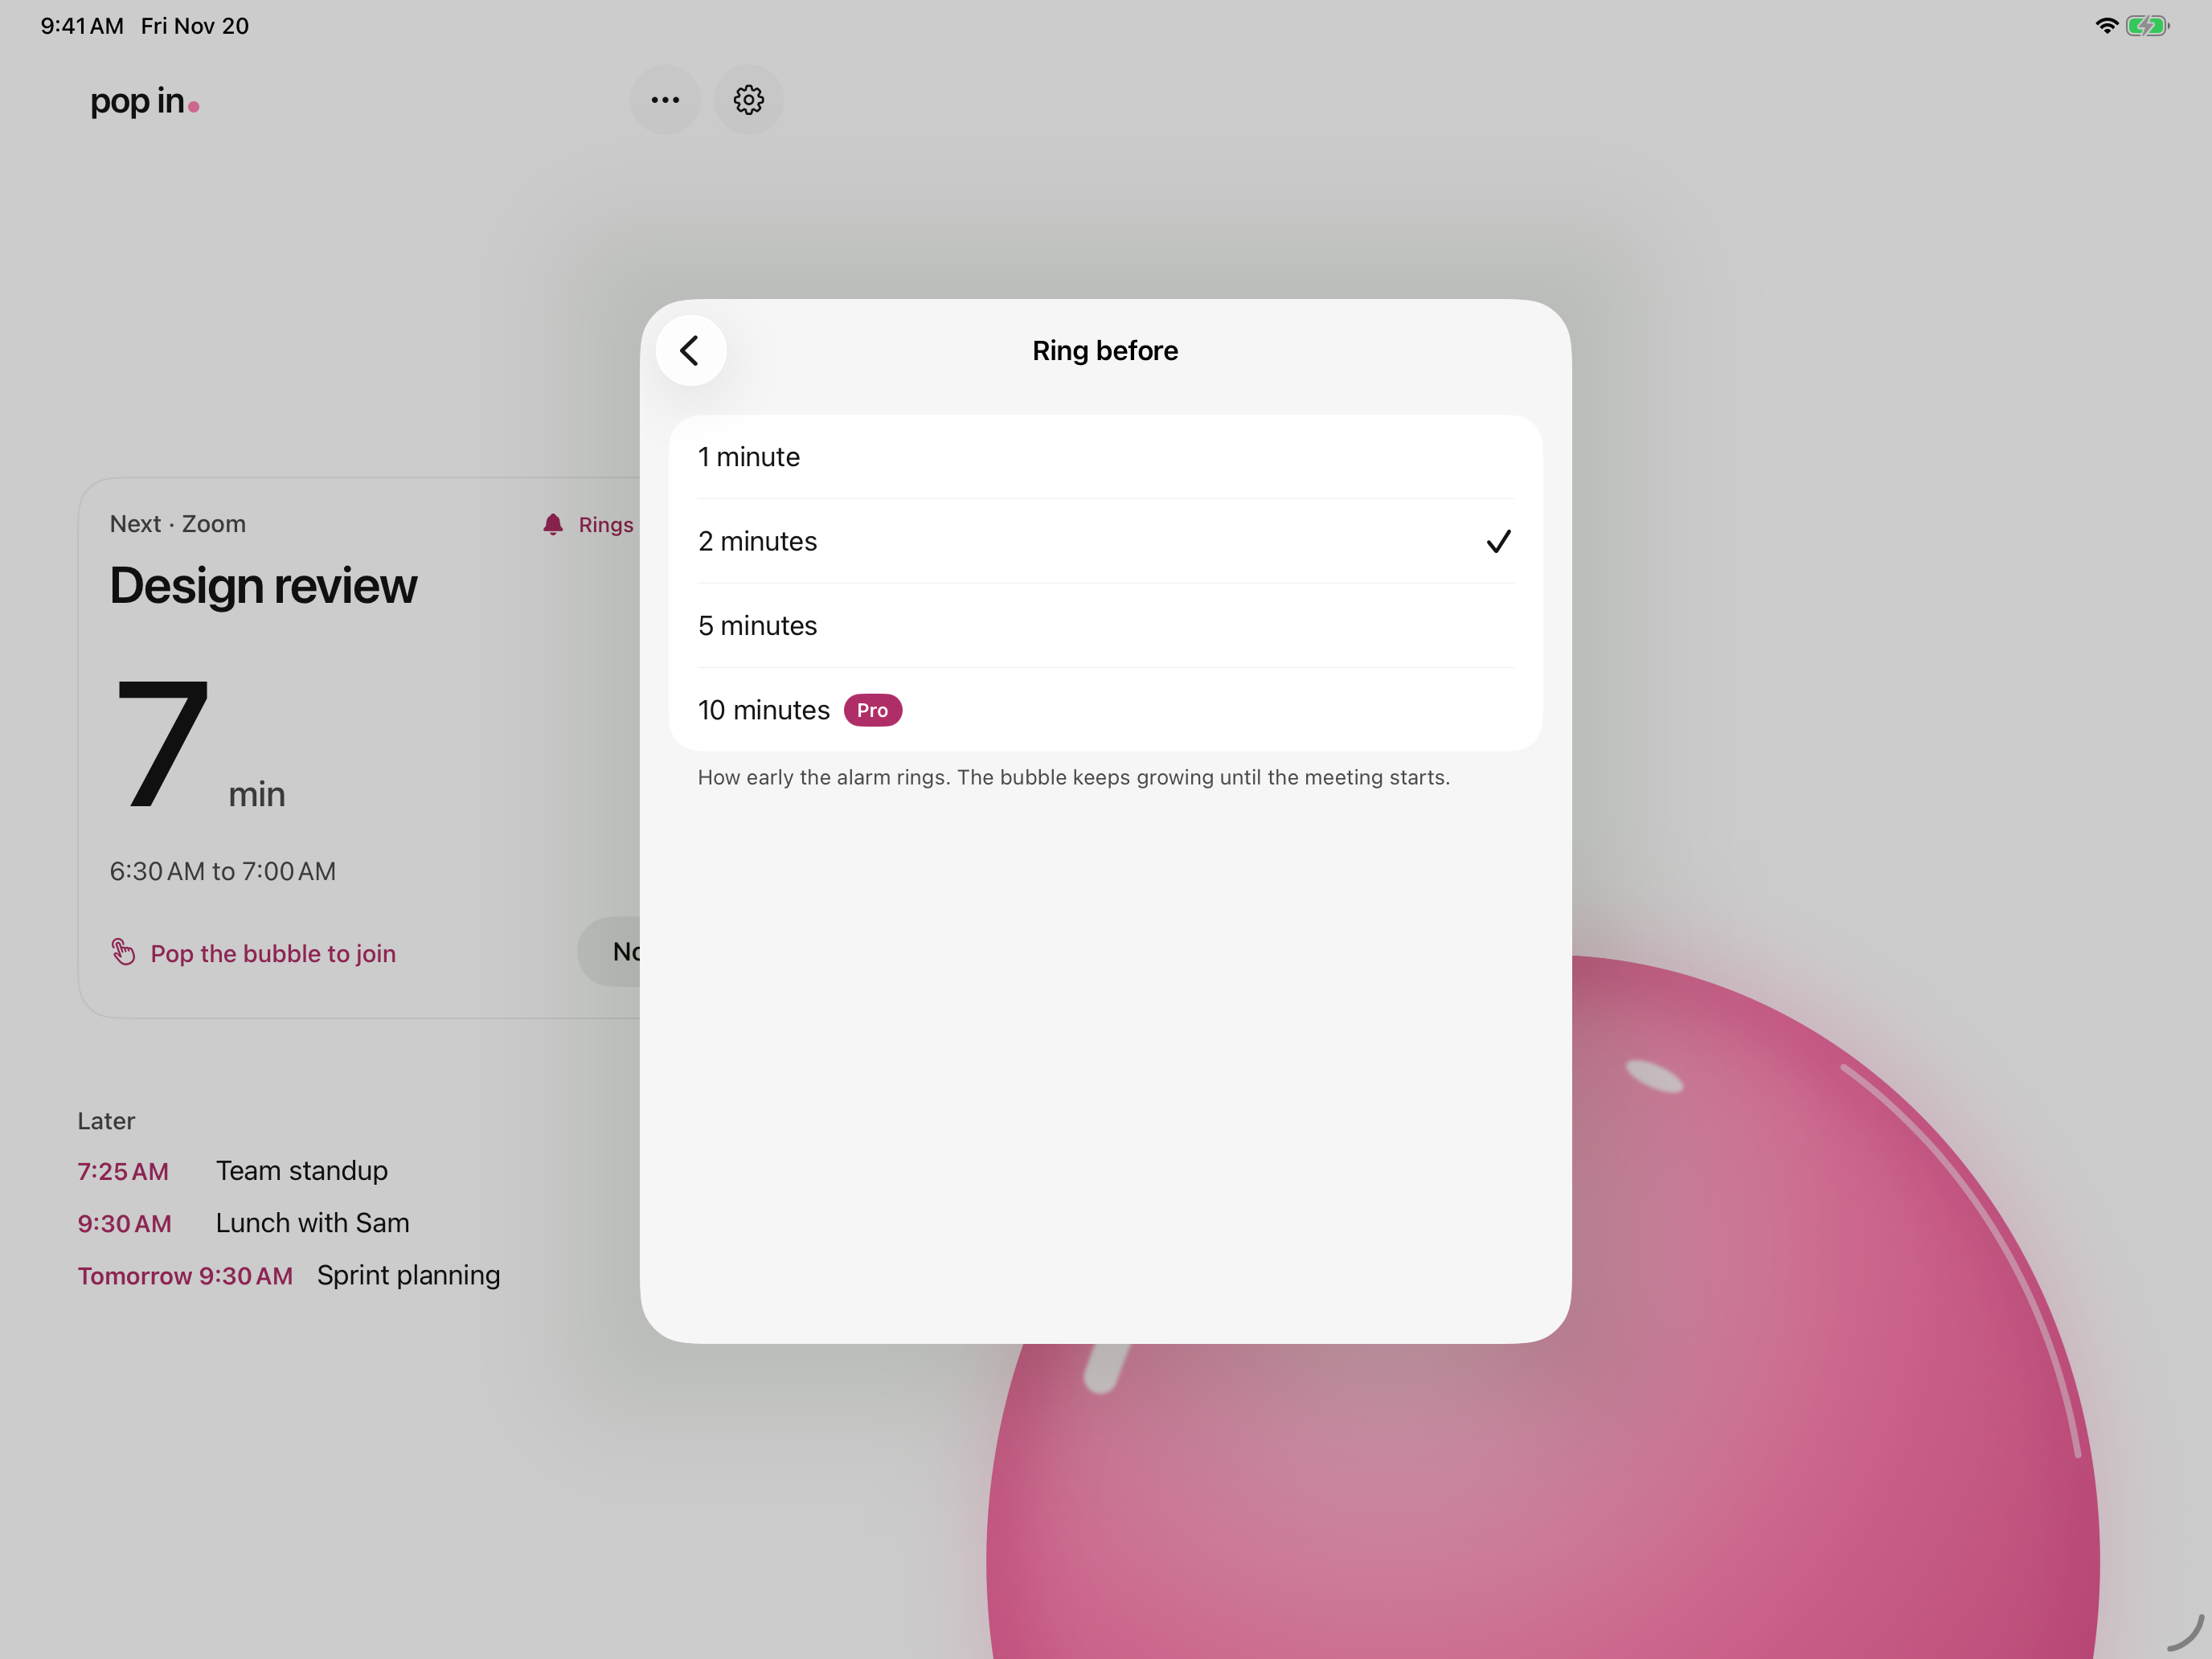 9:41 AM Fri Nov 20
pop in
Ring before
1 minute
2 minutes
5 minutes
10 minutes Pro
How early the alarm rings. The bubble keeps growing until the meeting starts.
Next · Zoom
Rings
Design review
7 min
6:30 AM to 7:00 AM
Pop the bubble to join
Later
7:25 AM Team standup
9:30 AM Lunch with Sam
Tomorrow 9:30 AM Sprint planning